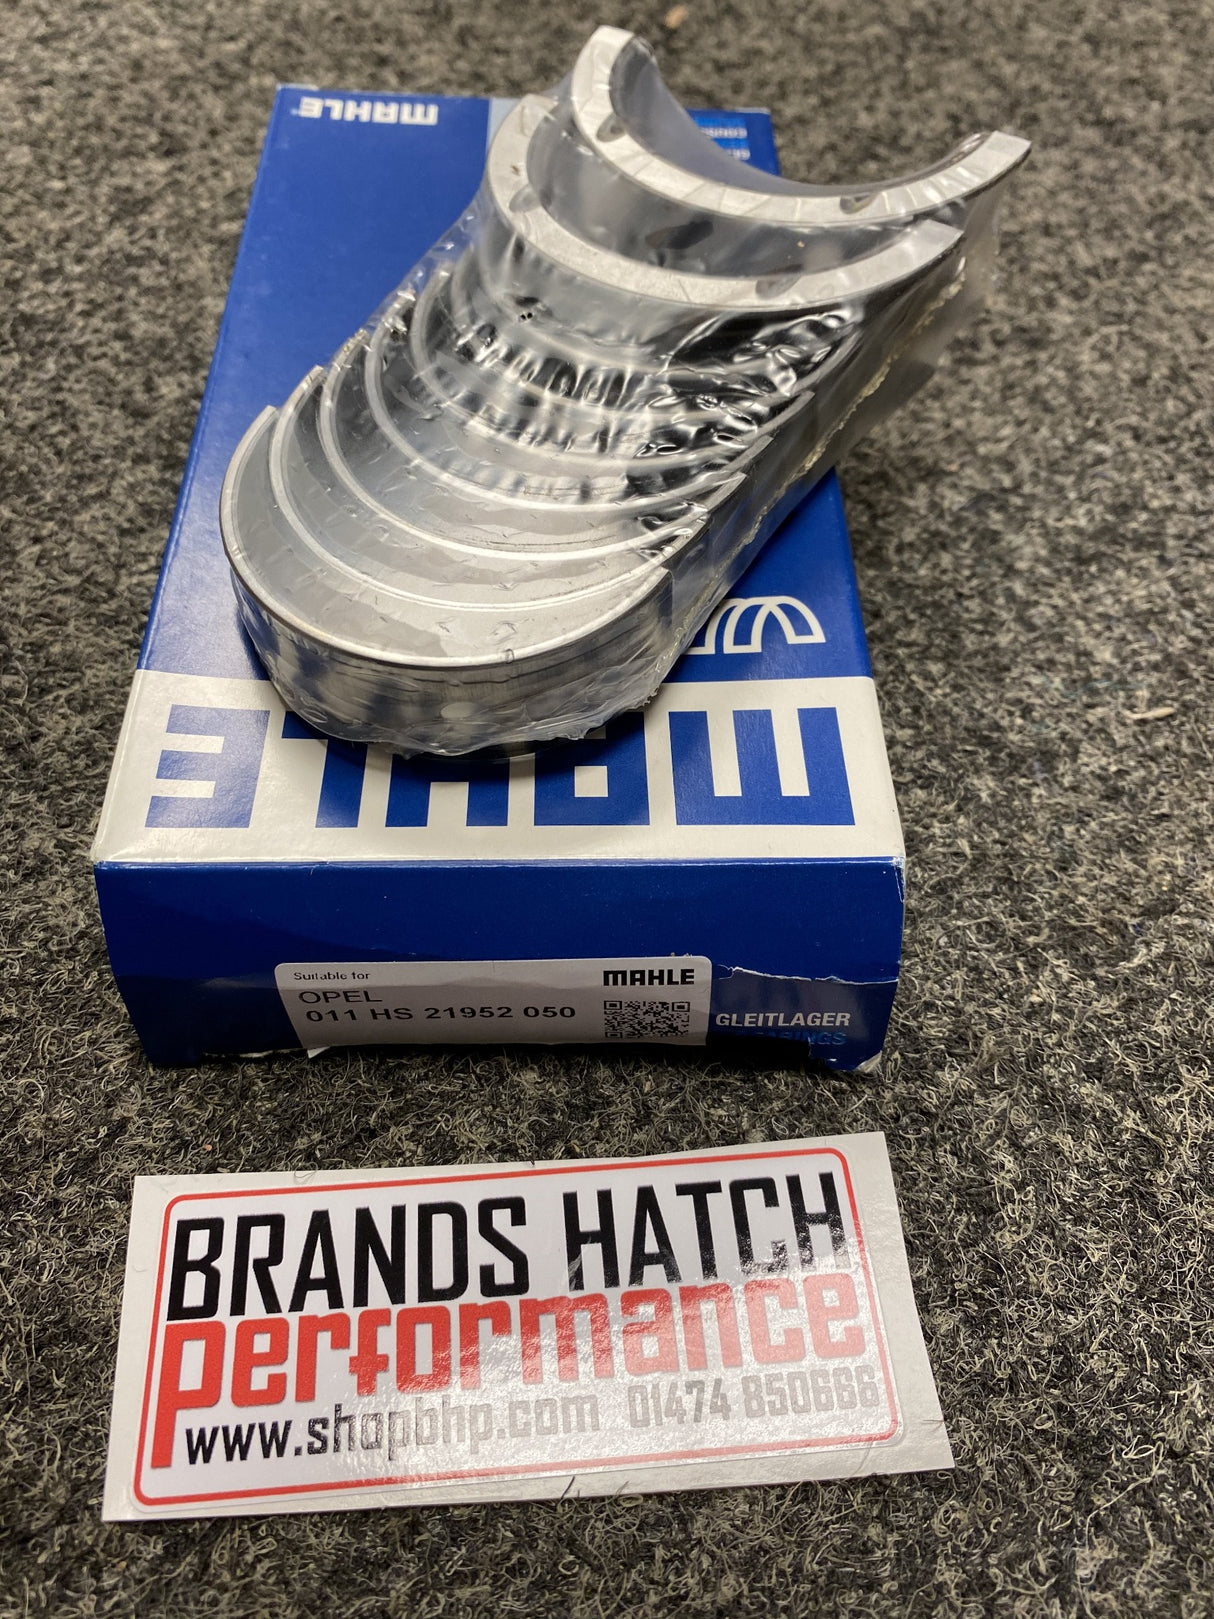 MAHLE
MAHLE
Suitable for
MAHLE
OPEL
011 HS 21952 050
GLEITLAGER
BRANDS HATCH
performance
www.shopbhp.com 01474 850666